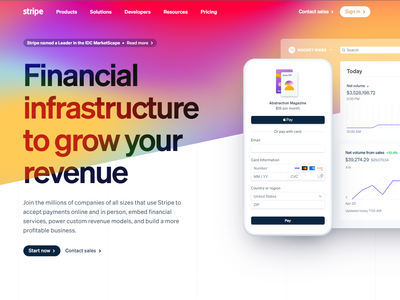 stripe
Products
Solutions
Developers
Resources
Pricing
Contact sales >
Sign in >
Stripe named a Leader in the IDC MarketScape • Read more >
Financial
infrastructure
to grow your
revenue
Join the millions of companies of all sizes that use Stripe to
accept payments online and in person, embed financial
services, power custom revenue models, and build a more
profitable business.
Start now >
Contact sales >
Abstraction Magazine
$19 per month
Pay
Or pay with card
Email
Card Information
Number
VISA
MM / YY
CVC
Country or region
United States
ZIP
Pay
ROCKET RIDES
Search
Today
Net volume
$3,528,198.72
Net volume from sales
$39,274.29